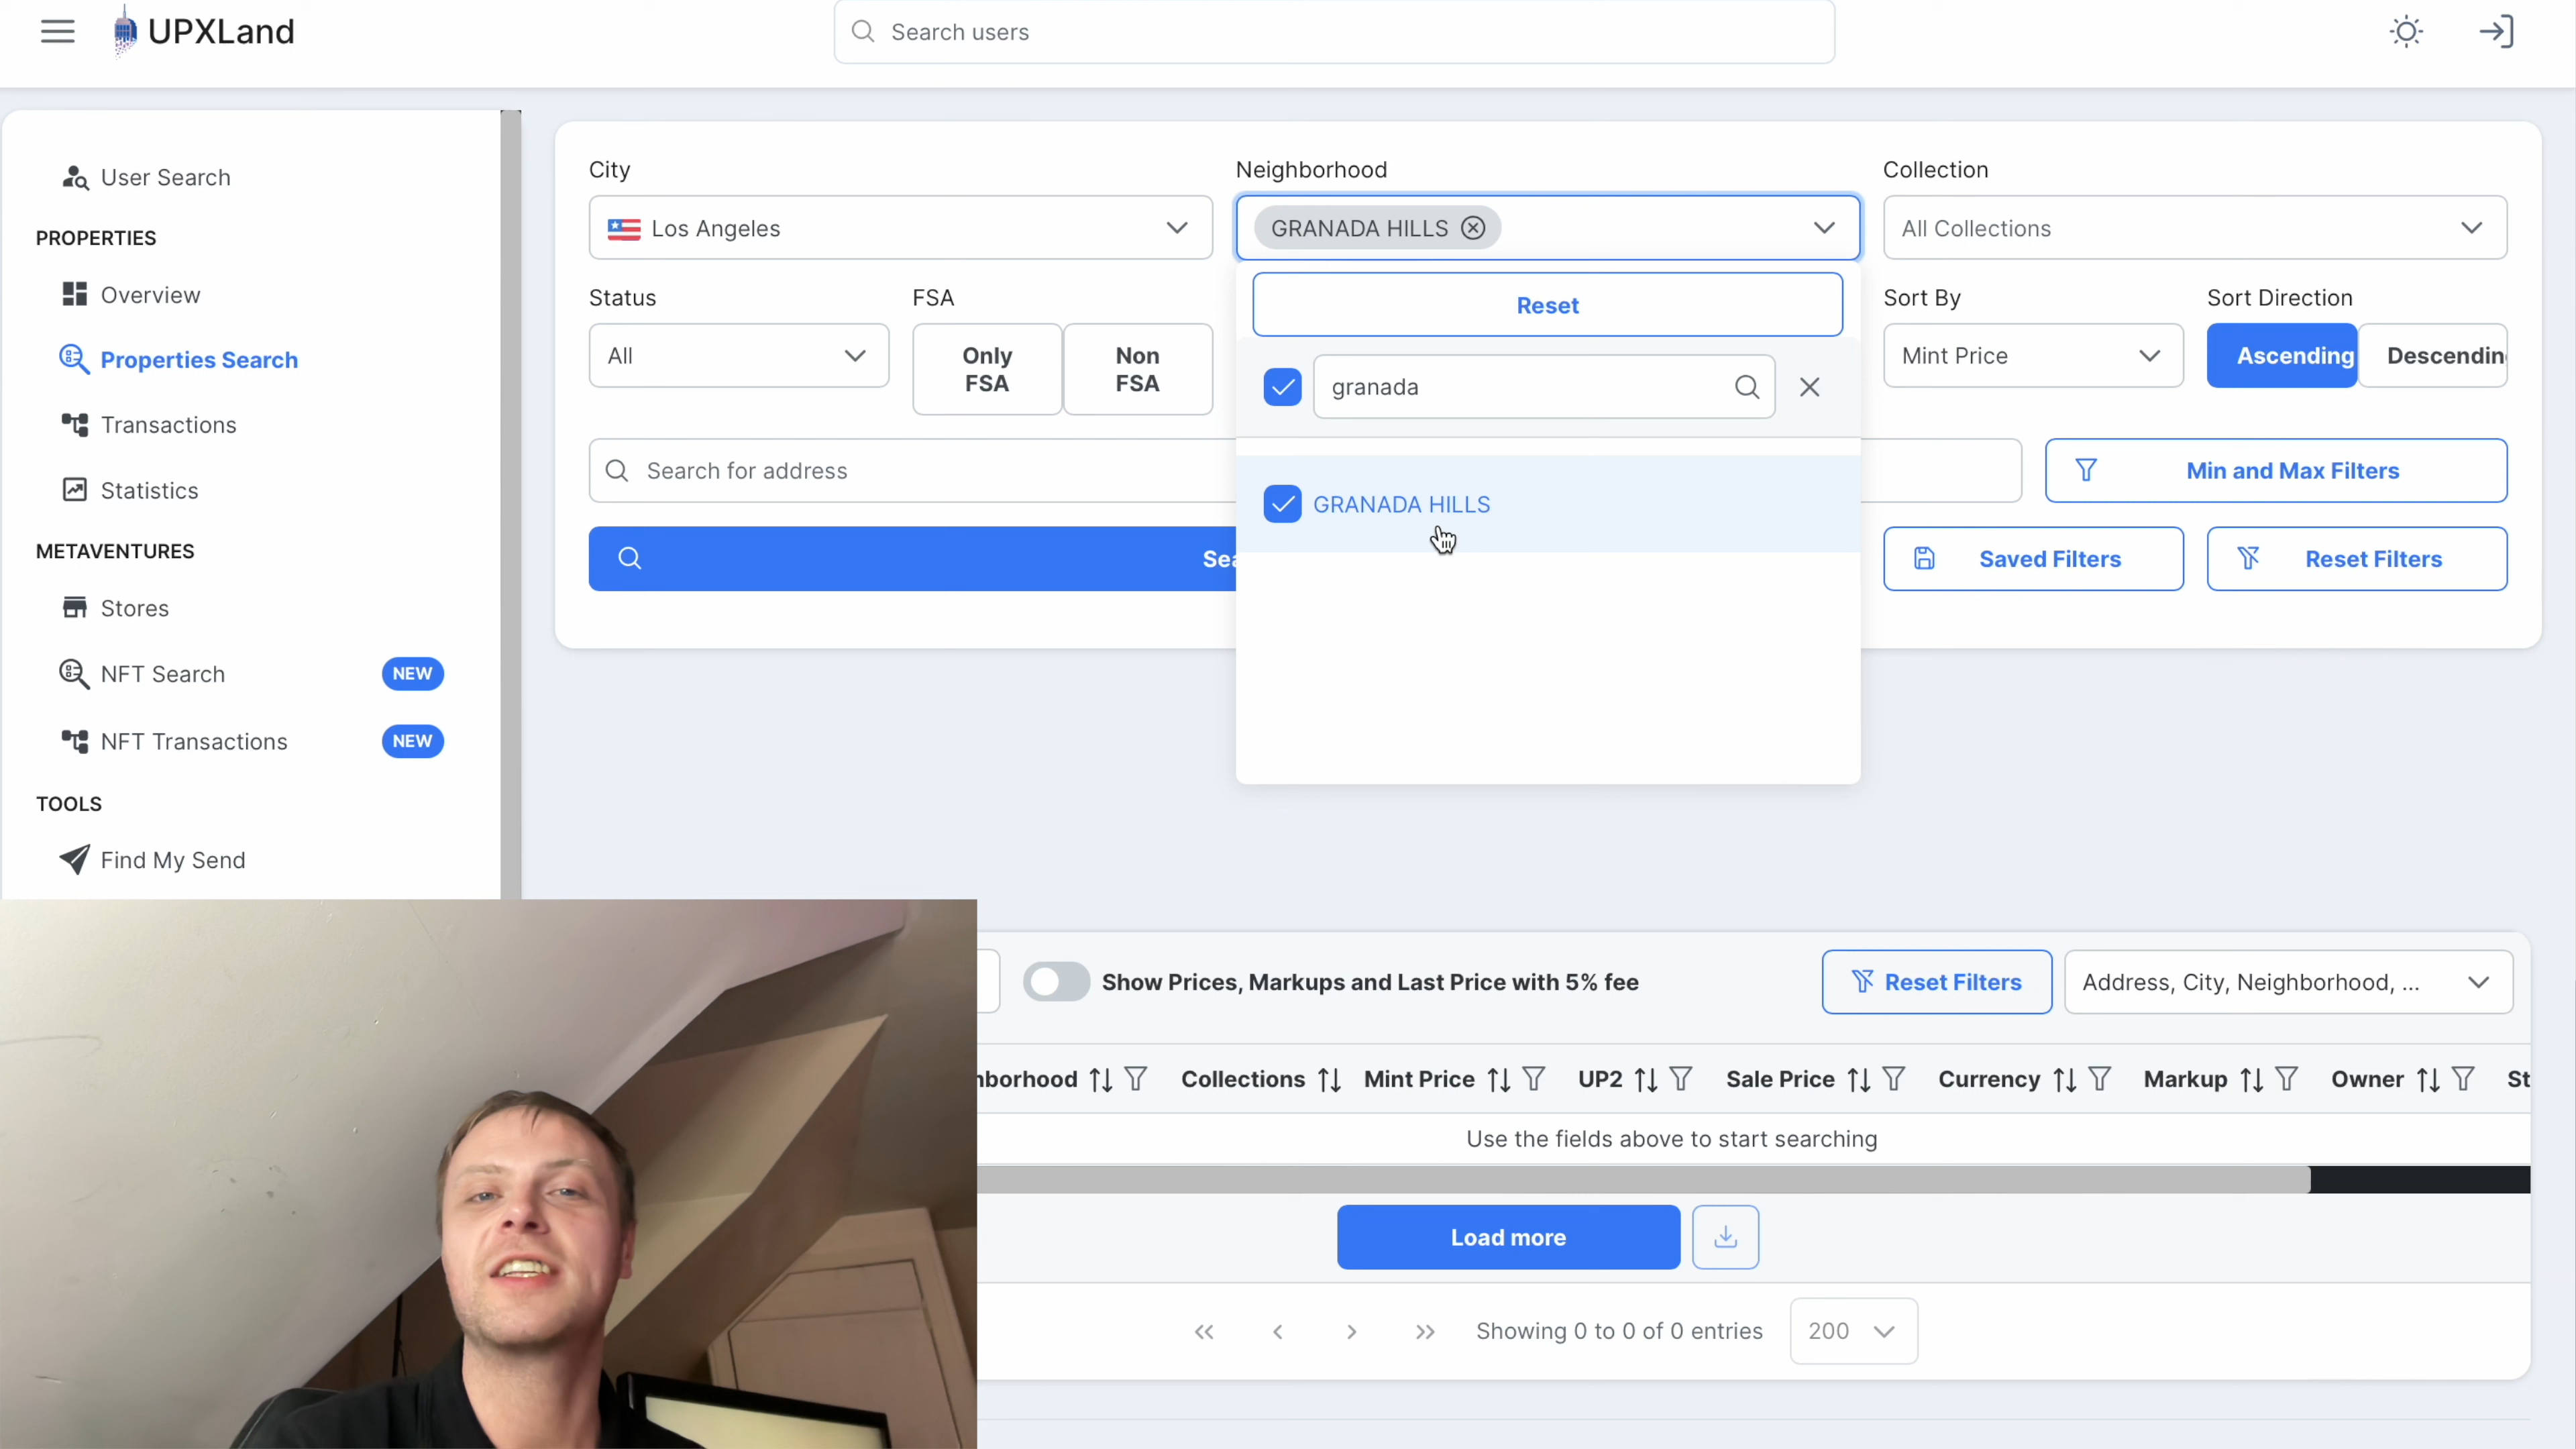 UPXLand
Search users
User Search
PROPERTIES
Overview
Properties Search
Transactions
Statistics
METAVENTURES
Stores
NFT Search NEW
NFT Transactions NEW
TOOLS
Find My Send
City
Los Angeles
Neighborhood
GRANADA HILLS
Collection
All Collections
Status
All
FSA
Only
FSA
Non
FSA
Reset
granada
GRANADA HILLS
Sort By
Mint Price
Sort Direction
Ascending
Descendin
Search for address
Min and Max Filters
Sea
Saved Filters
Reset Filters
Show Prices, Markups and Last Price with 5% fee
Reset Filters
Address, City, Neighborhood, ...
nborhood Collections Mint Price UP2 Sale Price Currency Markup Owner St
Use the fields above to start searching
Load more
Showing 0 to 0 of 0 entries
200